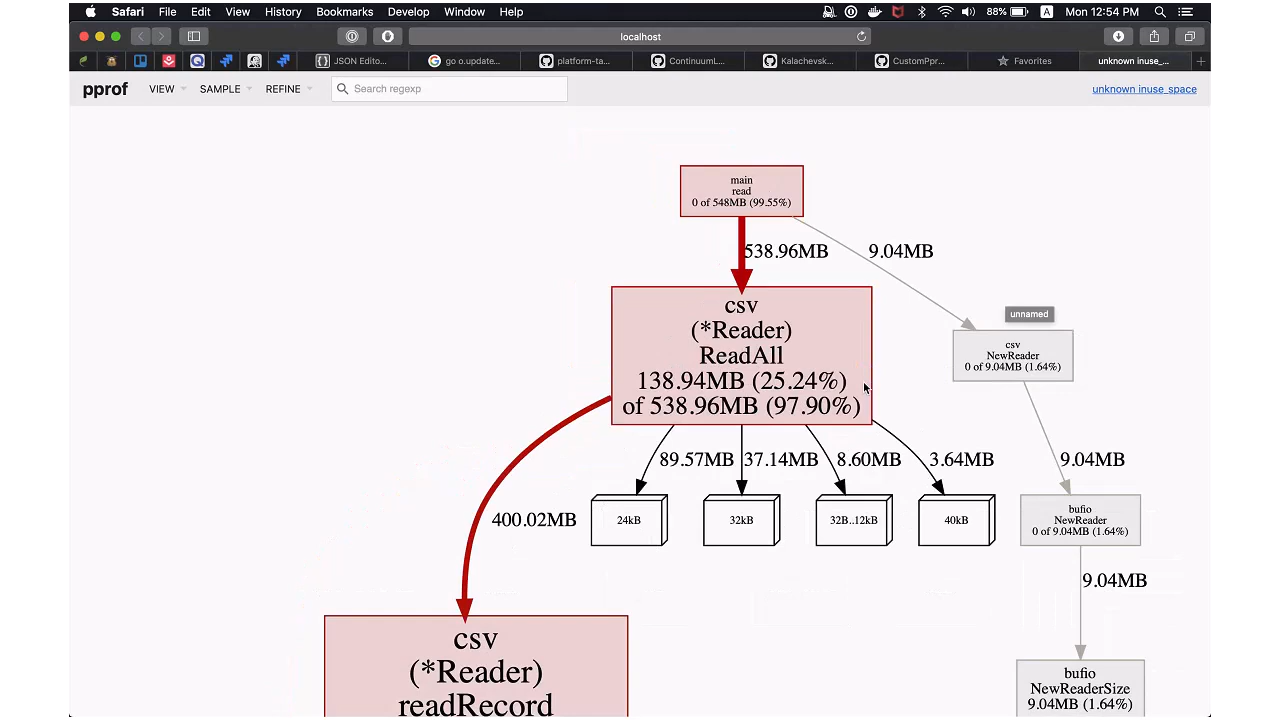 Safari File Edit View History Bookmarks Develop Window Help 88% A Mon 12:54 PM
localhost
JSON Edito... go o.update... platform-ta... ContinuumL... Kalachevsk... CustomPpr... Favorites unknown inuse_...
pprof VIEW SAMPLE REFINE Search regexp unknown inuse_space
main
read
0 of 548MB (99.55%)
538.96MB
9.04MB
unnamed
csv
(*Reader)
ReadAll
138.94MB (25.24%)
of 538.96MB (97.90%)
csv
NewReader
0 of 9.04MB (1.64%)
89.57MB
37.14MB
8.60MB
3.64MB
9.04MB
400.02MB
24kB
32kB
32B..12kB
40kB
bufio
NewReader
0 of 9.04MB (1.64%)
9.04MB
csv
(*Reader)
readRecord
bufio
NewReaderSize
9.04MB (1.64%)